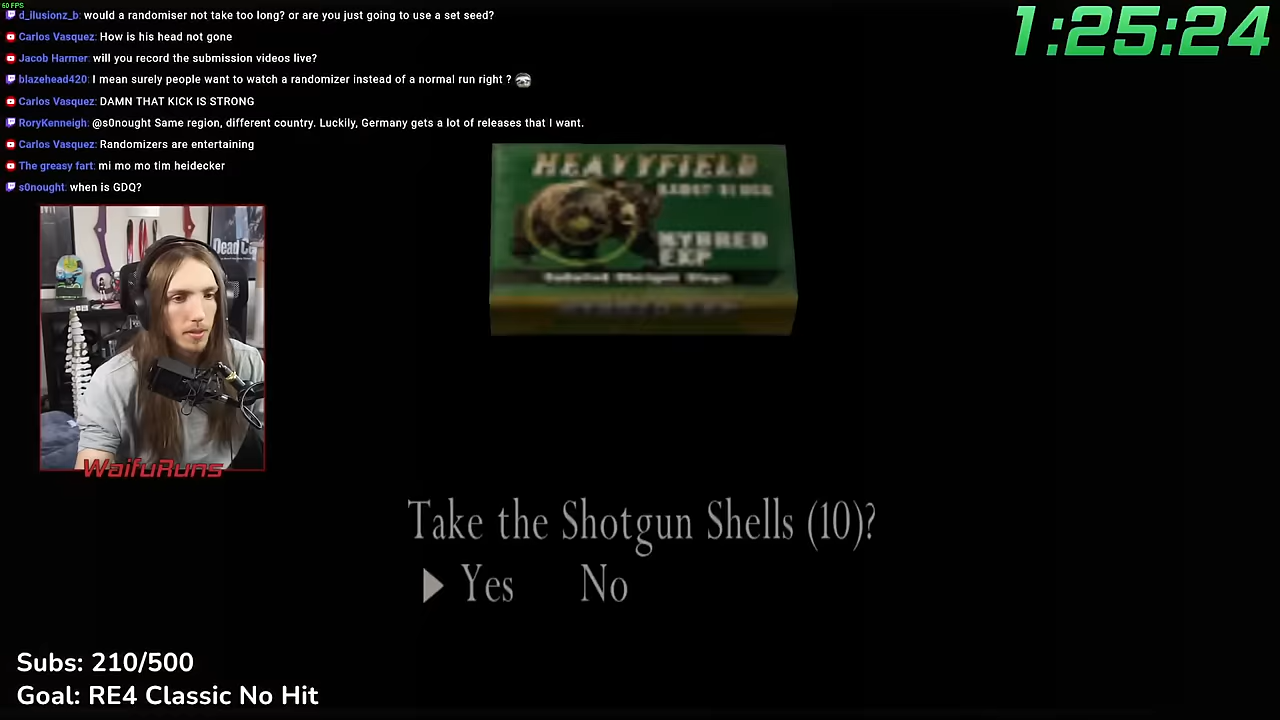 60 FPS
d_ilusionz_b: would a randomiser not take too long? or are you just going to use a set seed?
Carlos Vasquez: How is his head not gone
Jacob Harmer: will you record the submission videos live?
blazehead420: I mean surely people want to watch a randomizer instead of a normal run right ?
Carlos Vasquez: DAMN THAT KICK IS STRONG
RoryKenneigh: @s0nought Same region, different country. Luckily, Germany gets a lot of releases that I want.
Carlos Vasquez: Randomizers are entertaining
The greasy fart: mi mo mo tim heidecker
s0nought: when is GDQ?
1:25:24
HEAVYFIELD
SABOT SLUGS
HYBRED
EXP
Dead Ce
WaifuRuns
Take the Shotgun Shells (10)?
Yes No
Subs: 210/500
Goal: RE4 Classic No Hit